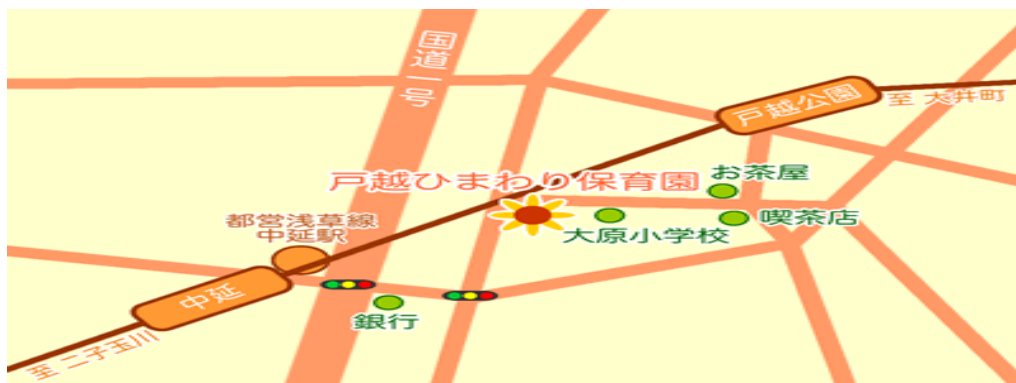 国道一号
戸越公園
至 大井町
戸越ひまわり保育園
お茶屋
都営浅草線
中延駅
大原小学校
喫茶店
中延
銀行
至 二子玉川